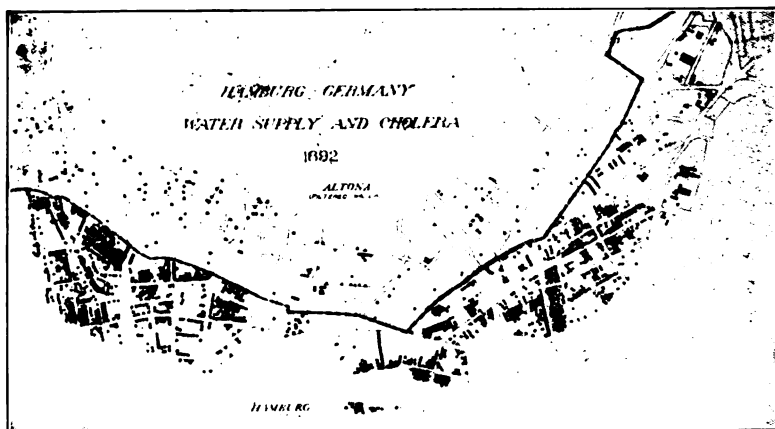 HAMBURG GERMANY
WATER SUPPLY AND CHOLERA
1892
ALTONA
HAMBURG